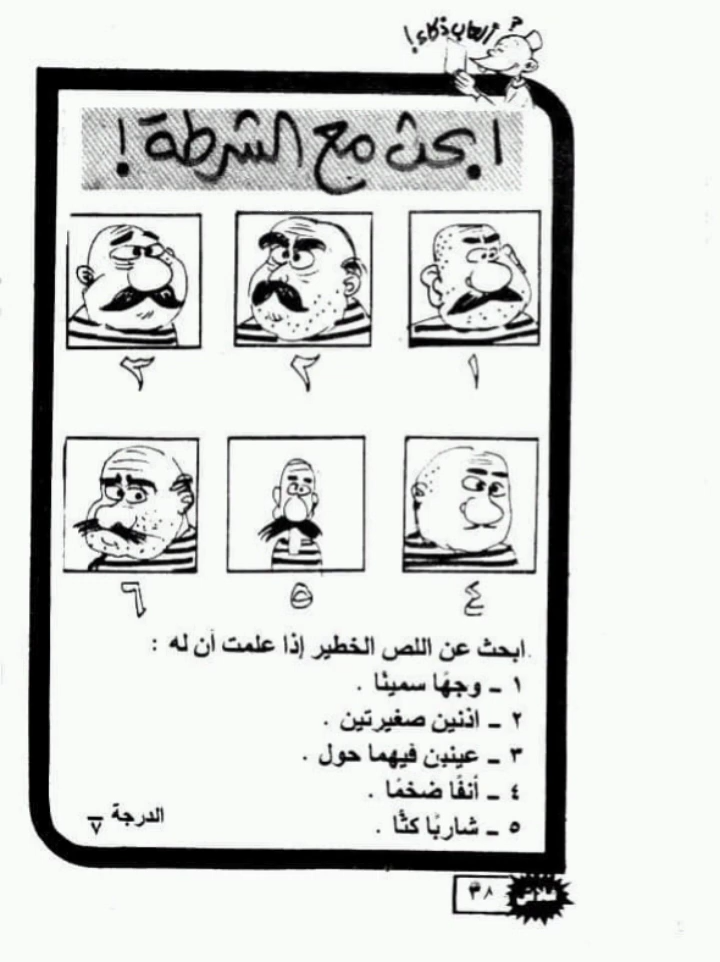 ألعاب ذكاء!
ابحث مع الشرطة!
١
٢
٣
٤
٥
٦
ابحث عن اللص الخطير إذا علمت أن له :
١ ـ وجهًا سمينًا .
٢ ـ اذنين صغيرتين .
٣ ـ عينين فيهما حول .
٤ ـ أنفًا ضخمًا .
٥ ـ شاربًا كثًّا .
الدرجة ٧
٣٨